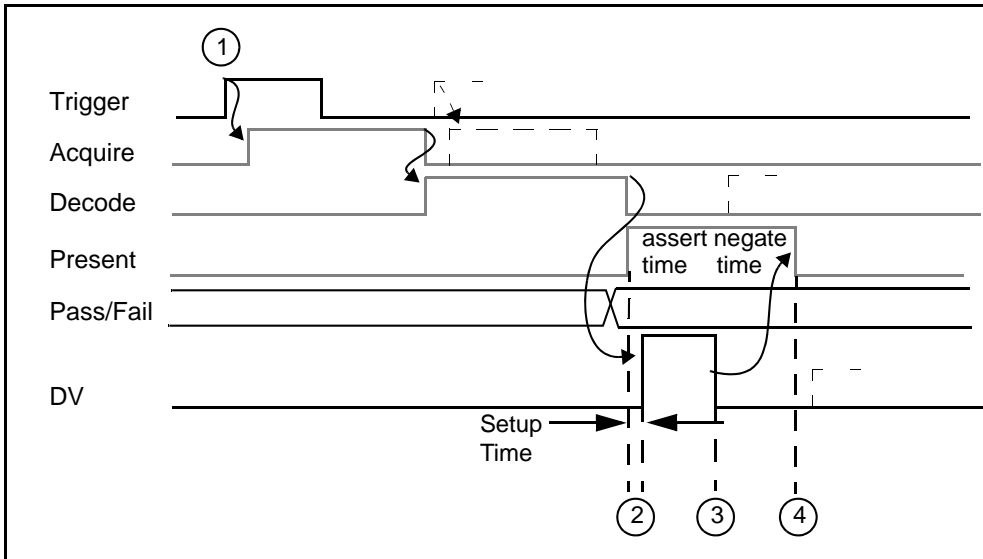 1
Trigger
Acquire
Decode
Present
assert negate
time time
Pass/Fail
DV
Setup
Time
2
3
4